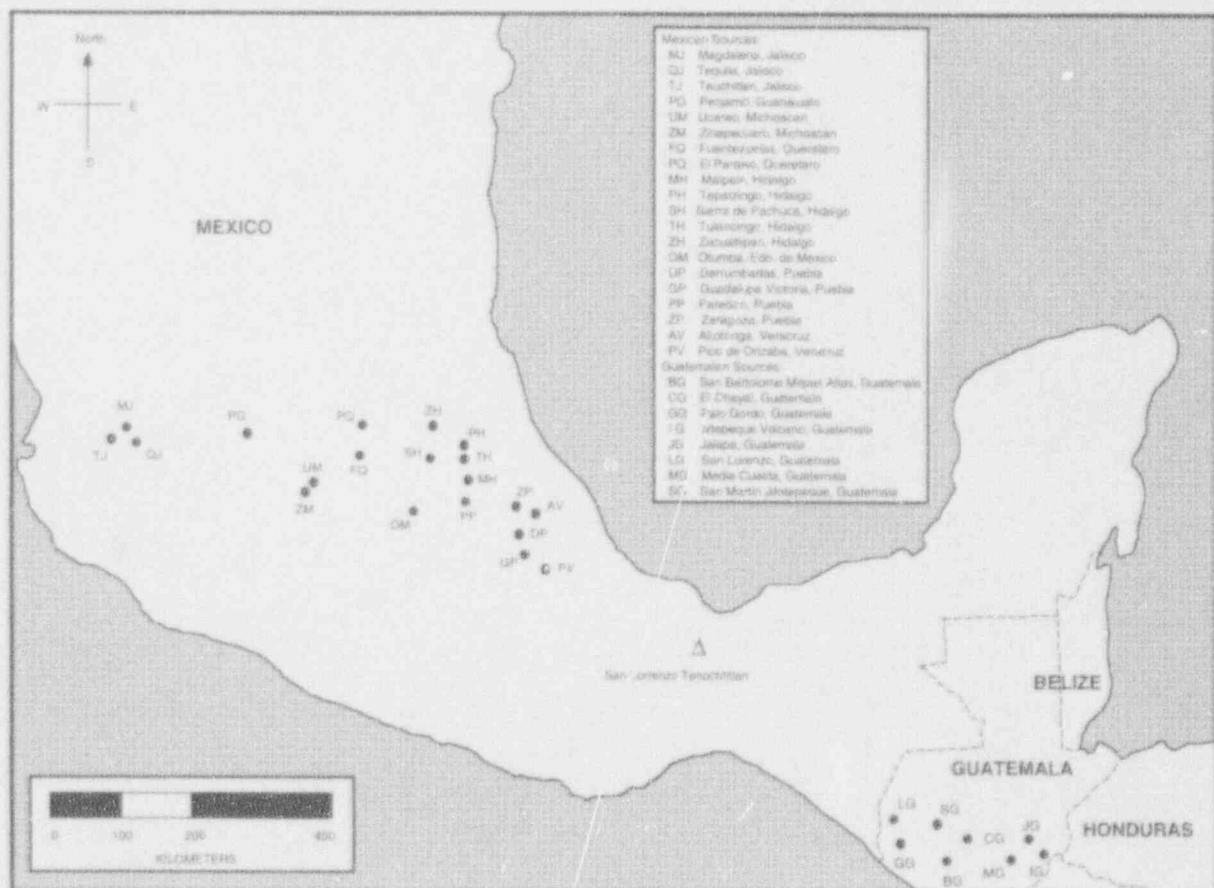 North
W E
S
MEXICO
Mexican Sources
MJ Magdalena, Jalisco
QJ Tequila, Jalisco
TJ Teuchitlan, Jalisco
PG Penjamo, Guanajuato
UM Ucareo, Michoacan
ZM Zinapecuaro, Michoacan
FQ Fuentezuelas, Queretaro
PQ El Paraiso, Queretaro
MH Malpais, Hidalgo
PH Tepalzingo, Hidalgo
SH Sierra de Pachuca, Hidalgo
TH Tulancingo, Hidalgo
ZH Zacualtipan, Hidalgo
OM Otumba, Edo. de Mexico
DP Derrumbadas, Puebla
GP Guadalupe Victoria, Puebla
PP Paredon, Puebla
ZP Zaragoza, Puebla
AV Altotonga, Veracruz
PV Pico de Orizaba, Veracruz
Guatemalan Sources
BG San Bartolome Milpas Altas, Guatemala
CG El Chayal, Guatemala
GG Palo Gordo, Guatemala
IG Ixtepeque Volcano, Guatemala
JG Jalapa, Guatemala
LG San Lorenzo, Guatemala
MG Media Cuesta, Guatemala
SG San Martin Jilotepeque, Guatemala
MJ
TJ QJ
PG
PQ
FQ
UM
ZM
ZH
SH
PH
TH
MH
PP
OM
ZP
AV
DP
GP
PV
San Lorenzo Tenochtitlan
BELIZE
GUATEMALA
HONDURAS
LG SG
CG JG
GG BG MG IG
0 100 200 400
KILOMETERS